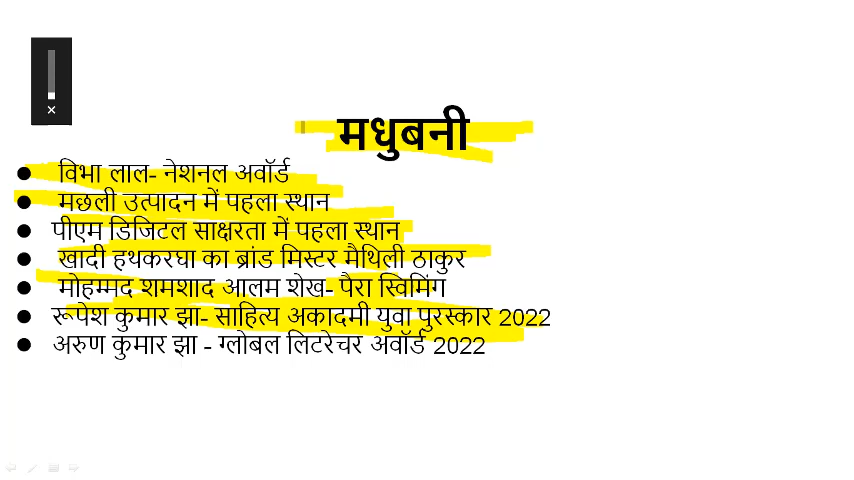 मधुबनी
● विभा लाल- नेशनल अवॉर्ड
● मछली उत्पादन में पहला स्थान
● पीएम डिजिटल साक्षरता में पहला स्थान
● खादी हथकरघा का ब्रांड मिस्टर मैथिली ठाकुर
● मोहम्मद शमशाद आलम शेख- पैरा स्विमिंग
● रूपेश कुमार झा- साहित्य अकादमी युवा पुरस्कार 2022
● अरुण कुमार झा - ग्लोबल लिटरेचर अवॉर्ड 2022